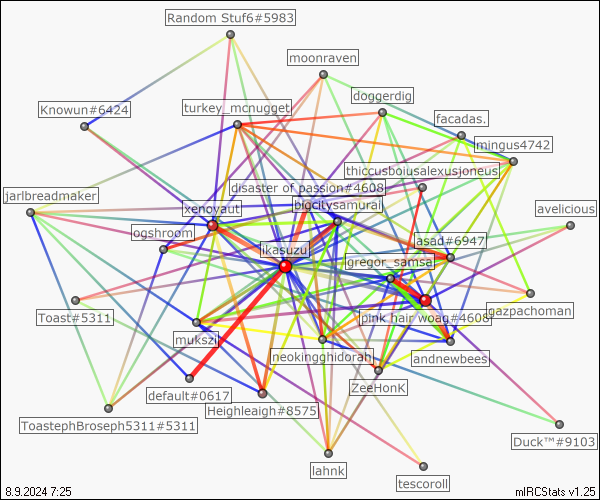 Random Stuf6#5983
moonraven
doggerdig
Knowun#6424
turkey_mcnugget
facadas.
mingus4742
thiccusboiusalexusjoneus
disaster of passion#4608
jarlbreadmaker
xenoyaut
bigcitysamurai
avelicious
ogshroom
asad#6947
ikasuzu
gregor_samsa
Toast#5311
pink hair woag#4608
gazpachoman
mukszi
neokingghidorah
andnewbees
default#0617
ZeeHonK
Heighleaigh#8575
ToastephBroseph5311#5311
Duck™#9103
lahnk
tescoroll
8.9.2024 7:25
mIRCStats v1.25